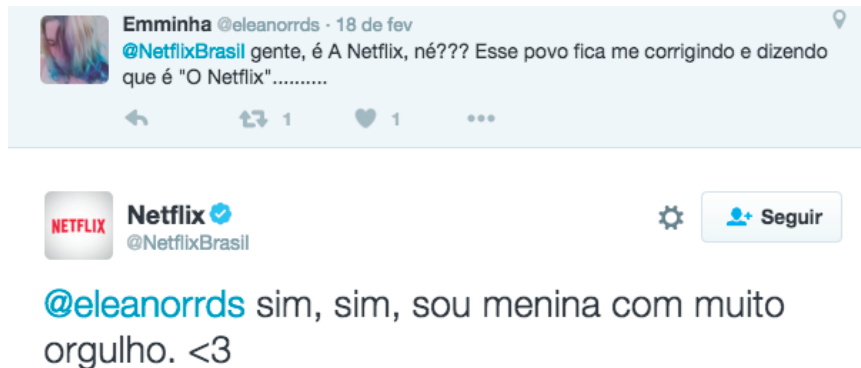 Emminha @eleanorrds · 18 de fev
@NetflixBrasil gente, é A Netflix, né??? Esse povo fica me corrigindo e dizendo
que é "O Netflix"..........
1 1
NETFLIX
Netflix
@NetflixBrasil
Seguir
@eleanorrds sim, sim, sou menina com muito
orgulho. <3